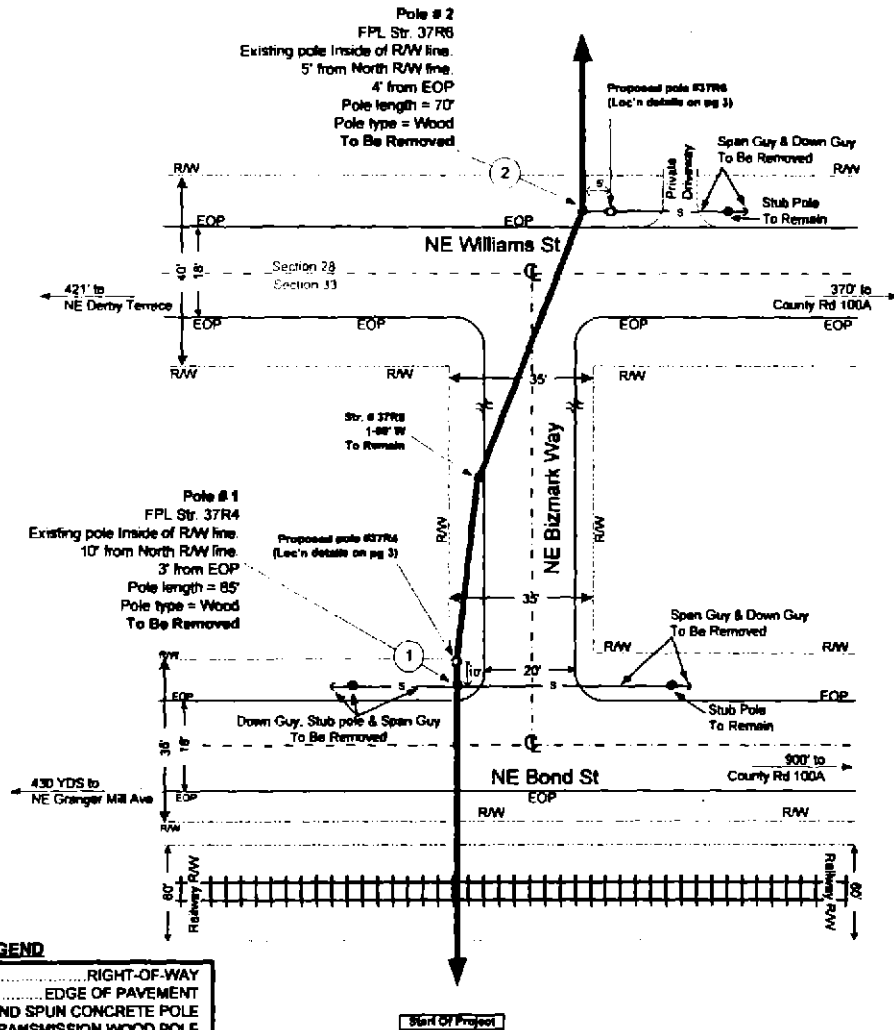 Pole # 2
FPL Str. 37R6
Existing pole Inside of R/W line.
5' from North R/W line.
4' from EOP
Pole length = 70'
Pole type = Wood
To Be Removed
Proposed pole #37R6
(Loc'n details on pg 3)
Span Guy & Down Guy
To Be Removed
R/W
R/W
2
5'
Private
Driveway
Stub Pole
To Remain
S
EOP
EOP
NE Williams St
40'
18'
Section 28
Section 33
421' to
NE Derby Terrace
370' to
County Rd 100A
EOP
EOP
EOP
EOP
R/W
R/W
R/W
35'
To Remain
Pole # 1
FPL Str. 37R4
Existing pole Inside of R/W line.
10' from North R/W line.
3' from EOP
Pole length = 85'
Pole type = Wood
To Be Removed
Proposed pole #37R4
(Loc'n details on pg 3)
R/W
NE Bizmark Way
R/W
35'
Span Guy & Down Guy
To Be Removed
R/W
R/W
R/W
1
10'
20'
S
S
EOP
EOP
Down Guy, Stub pole & Span Guy
To Be Removed
Stub Pole
To Remain
18'
430 YDS to
NE Granger Mill Ave
NE Bond St
900' to
County Rd 100A
EOP
EOP
R/W
R/W
R/W
60'
Railway R/W
Railway R/W
60'
GEND
RIGHT-OF-WAY
EDGE OF PAVEMENT
ND SPUN CONCRETE POLE
RANSMISSION WOOD POLE
Start Of Project